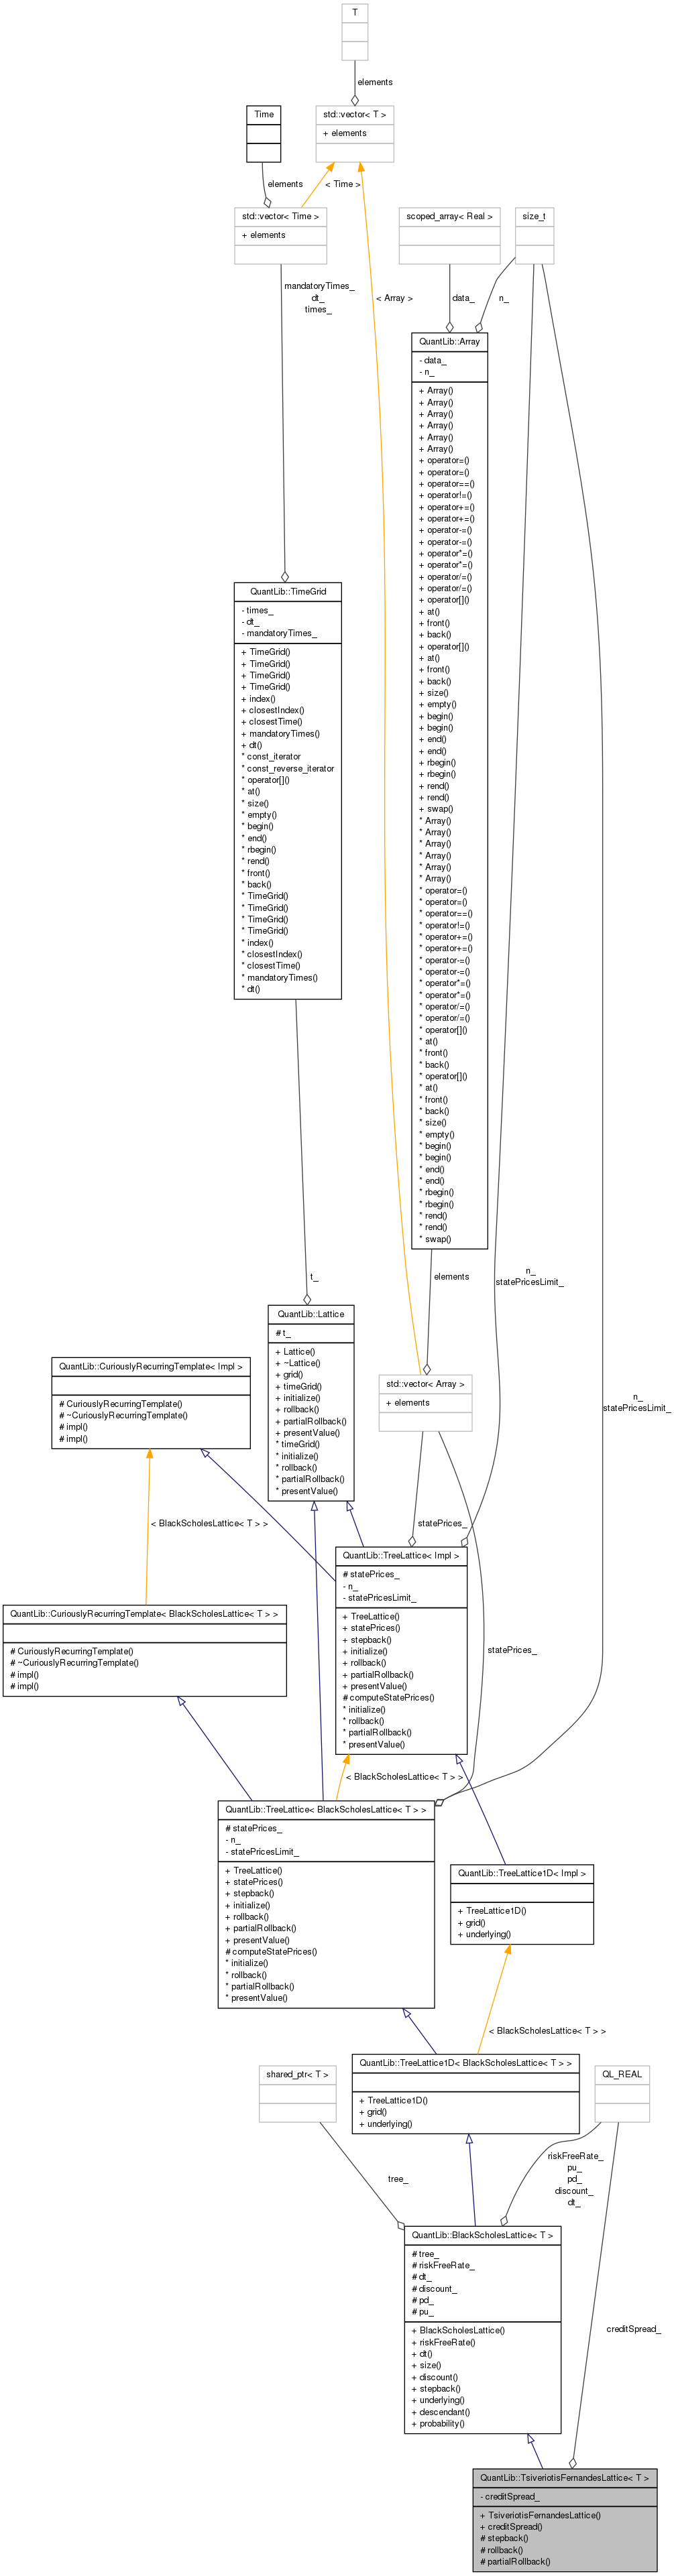 T
elements
std::vector< T >
+ elements
Time
elements
< Time >
std::vector< Time >
+ elements
scoped_array< Real >
size_t
mandatoryTimes_
dt_
times_
< Array >
data_
n_
QuantLib::Array
- data_
- n_
+ Array()
+ Array()
+ Array()
+ Array()
+ Array()
+ Array()
+ operator=()
+ operator=()
+ operator==()
+ operator!=()
+ operator+=()
+ operator+=()
+ operator-=()
+ operator-=()
+ operator*=()
+ operator*=()
+ operator/=()
+ operator/=()
+ operator[]()
+ at()
+ front()
+ back()
+ operator[]()
+ at()
+ front()
+ back()
+ size()
+ empty()
+ begin()
+ begin()
+ end()
+ end()
+ rbegin()
+ rbegin()
+ rend()
+ rend()
+ swap()
* Array()
* Array()
* Array()
* Array()
* Array()
* Array()
* operator=()
* operator=()
* operator==()
* operator!=()
* operator+=()
* operator+=()
* operator-=()
* operator-=()
* operator*=()
* operator*=()
* operator/=()
* operator/=()
* operator[]()
* at()
* front()
* back()
* operator[]()
* at()
* front()
* back()
* size()
* empty()
* begin()
* begin()
* end()
* end()
* rbegin()
* rbegin()
* rend()
* rend()
* swap()
QuantLib::TimeGrid
- times_
- dt_
- mandatoryTimes_
+ TimeGrid()
+ TimeGrid()
+ TimeGrid()
+ TimeGrid()
+ index()
+ closestIndex()
+ closestTime()
+ mandatoryTimes()
+ dt()
* const_iterator
* const_reverse_iterator
* operator[]()
* at()
* size()
* empty()
* begin()
* end()
* rbegin()
* rend()
* front()
* back()
* TimeGrid()
* TimeGrid()
* TimeGrid()
* TimeGrid()
* index()
* closestIndex()
* closestTime()
* mandatoryTimes()
* dt()
t_
elements
n_
statePricesLimit_
n_
statePricesLimit_
QuantLib::Lattice
# t_
+ Lattice()
+ ~Lattice()
+ grid()
+ timeGrid()
+ initialize()
+ rollback()
+ partialRollback()
+ presentValue()
* timeGrid()
* initialize()
* rollback()
* partialRollback()
* presentValue()
QuantLib::CuriouslyRecurringTemplate< Impl >
# CuriouslyRecurringTemplate()
# ~CuriouslyRecurringTemplate()
# impl()
# impl()
std::vector< Array >
+ elements
< BlackScholesLattice< T > >
statePrices_
QuantLib::TreeLattice< Impl >
# statePrices_
- n_
- statePricesLimit_
+ TreeLattice()
+ statePrices()
+ stepback()
+ initialize()
+ rollback()
+ partialRollback()
+ presentValue()
# computeStatePrices()
* initialize()
* rollback()
* partialRollback()
* presentValue()
QuantLib::CuriouslyRecurringTemplate< BlackScholesLattice< T > >
# CuriouslyRecurringTemplate()
# ~CuriouslyRecurringTemplate()
# impl()
# impl()
statePrices_
< BlackScholesLattice< T > >
QuantLib::TreeLattice< BlackScholesLattice< T > >
# statePrices_
- n_
- statePricesLimit_
+ TreeLattice()
+ statePrices()
+ stepback()
+ initialize()
+ rollback()
+ partialRollback()
+ presentValue()
# computeStatePrices()
* initialize()
* rollback()
* partialRollback()
* presentValue()
QuantLib::TreeLattice1D< Impl >
+ TreeLattice1D()
+ grid()
+ underlying()
< BlackScholesLattice< T > >
shared_ptr< T >
QuantLib::TreeLattice1D< BlackScholesLattice< T > >
+ TreeLattice1D()
+ grid()
+ underlying()
QL_REAL
tree_
riskFreeRate_
pu_
pd_
discount_
dt_
QuantLib::BlackScholesLattice< T >
# tree_
# riskFreeRate_
# dt_
# discount_
# pd_
# pu_
+ BlackScholesLattice()
+ riskFreeRate()
+ dt()
+ size()
+ discount()
+ stepback()
+ underlying()
+ descendant()
+ probability()
creditSpread_
QuantLib::TsiveriotisFernandesLattice< T >
- creditSpread_
+ TsiveriotisFernandesLattice()
+ creditSpread()
# stepback()
# rollback()
# partialRollback()